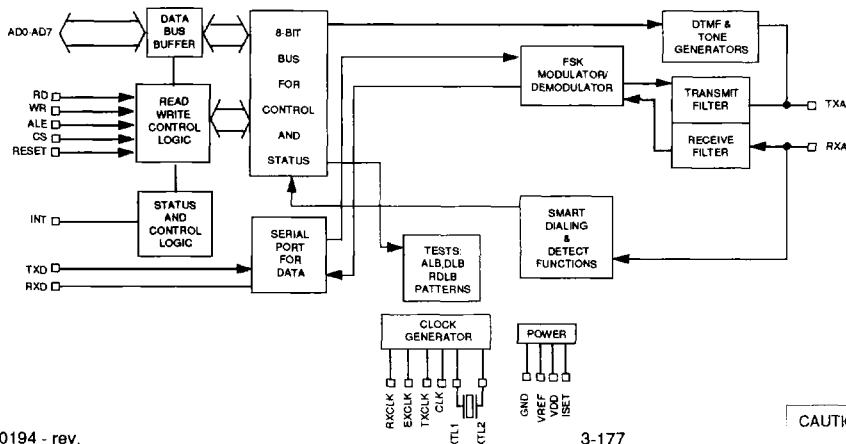 DATA
BUS
BUFFER
AD0-AD7
8-BIT
BUS
FOR
CONTROL
AND
STATUS
DTMF &
TONE
GENERATORS
FSK
MODULATOR/
DEMODULATOR
TRANSMIT
FILTER
TXA
RECEIVE
FILTER
RXA
RD
WR
ALE
CS
RESET
READ
WRITE
CONTROL
LOGIC
INT
STATUS
AND
CONTROL
LOGIC
SERIAL
PORT
FOR
DATA
SMART
DIALING
&
DETECT
FUNCTIONS
TXD
RXD
TESTS:
ALB,DLB
RDLB
PATTERNS
CLOCK
GENERATOR
POWER
RXCLK
EXCLK
TXCLK
CLK
XTL1
XTL2
GND
VREF
VDD
ISET
0194 - rev.
3-177